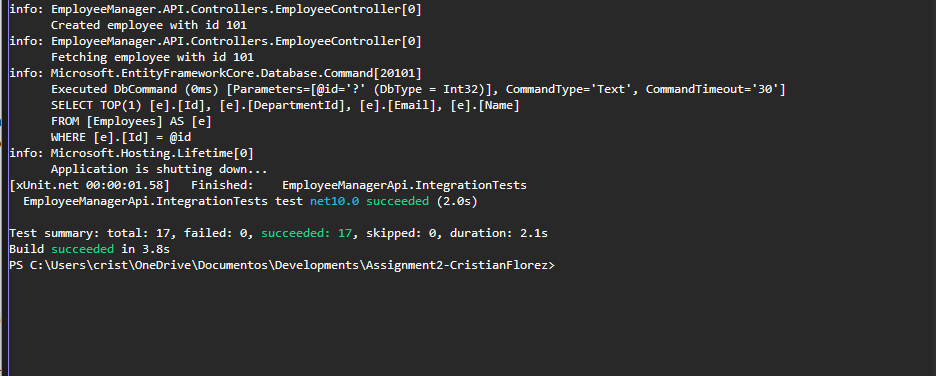 info: EmployeeManager.API.Controllers.EmployeeController[0]
      Created employee with id 101
info: EmployeeManager.API.Controllers.EmployeeController[0]
      Fetching employee with id 101
info: Microsoft.EntityFrameworkCore.Database.Command[20101]
      Executed DbCommand (0ms) [Parameters=[@id='?' (DbType = Int32)], CommandType='Text', CommandTimeout='30']
      SELECT TOP(1) [e].[Id], [e].[DepartmentId], [e].[Email], [e].[Name]
      FROM [Employees] AS [e]
      WHERE [e].[Id] = @id
info: Microsoft.Hosting.Lifetime[0]
      Application is shutting down...
[xUnit.net 00:00:01.58]   Finished:    EmployeeManagerApi.IntegrationTests
  EmployeeManagerApi.IntegrationTests test net10.0 succeeded (2.0s)

Test summary: total: 17, failed: 0, succeeded: 17, skipped: 0, duration: 2.1s
Build succeeded in 3.8s
PS C:\Users\crist\OneDrive\Documentos\Developments\Assignment2-CristianFlorez>